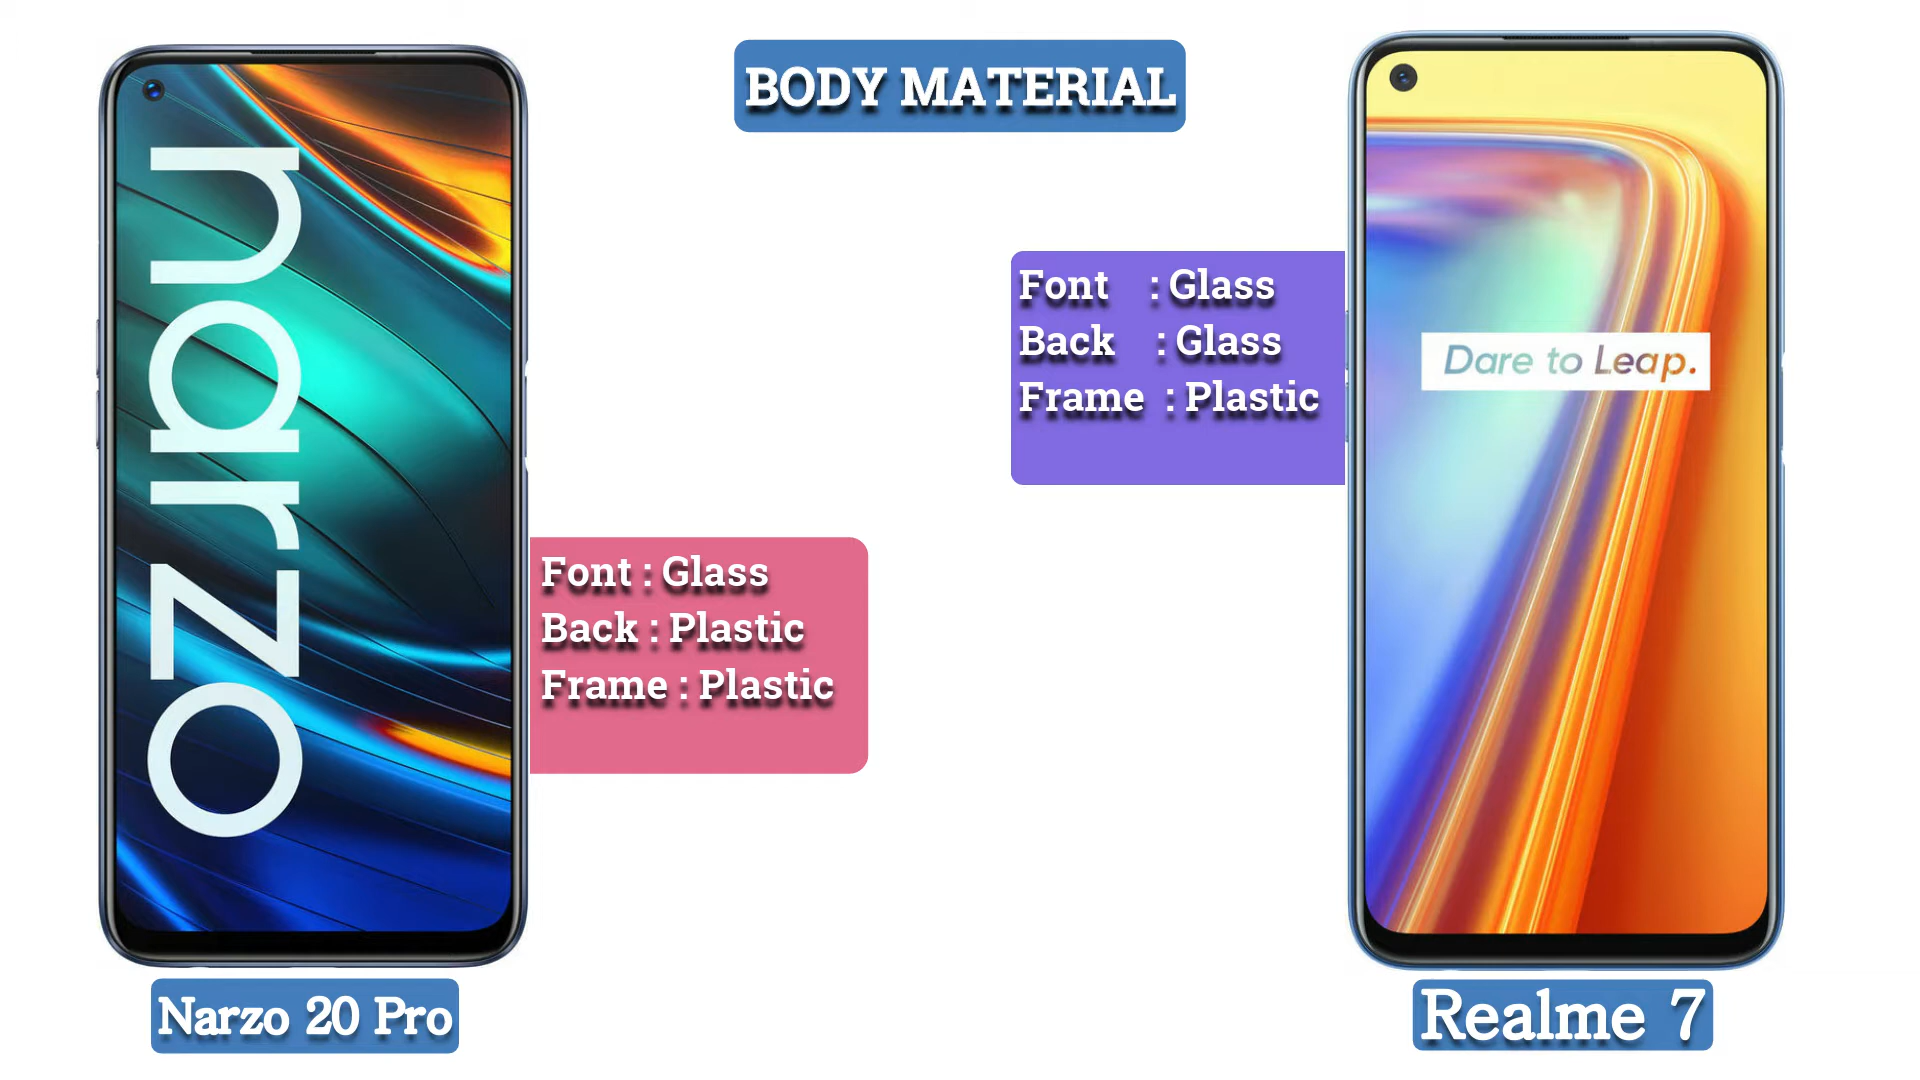 BODY MATERIAL
narzo
Font : Glass
Back : Plastic
Frame : Plastic
Narzo 20 Pro
Font : Glass
Back : Glass
Frame : Plastic
Dare to Leap.
Realme 7